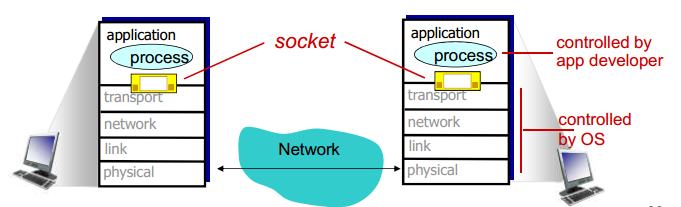 application
process
transport
network
link
physical
socket
Network
application
process
transport
network
link
physical
controlled by
app developer
controlled
by OS